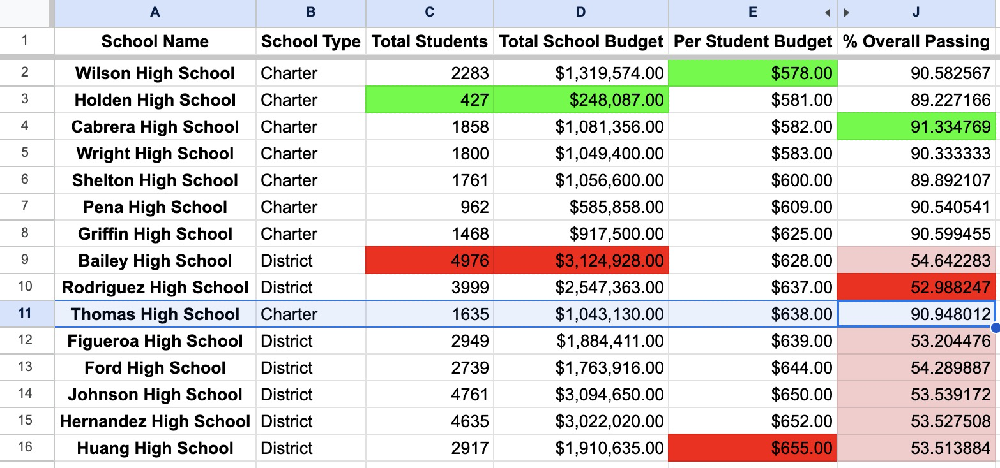 A B C D E J
1 School Name School Type Total Students Total School Budget Per Student Budget % Overall Passing
2 Wilson High School Charter 2283 $1,319,574.00 $578.00 90.582567
3 Holden High School Charter 427 $248,087.00 $581.00 89.227166
4 Cabrera High School Charter 1858 $1,081,356.00 $582.00 91.334769
5 Wright High School Charter 1800 $1,049,400.00 $583.00 90.333333
6 Shelton High School Charter 1761 $1,056,600.00 $600.00 89.892107
7 Pena High School Charter 962 $585,858.00 $609.00 90.540541
8 Griffin High School Charter 1468 $917,500.00 $625.00 90.599455
9 Bailey High School District 4976 $3,124,928.00 $628.00 54.642283
10 Rodriguez High School District 3999 $2,547,363.00 $637.00 52.988247
11 Thomas High School Charter 1635 $1,043,130.00 $638.00 90.948012
12 Figueroa High School District 2949 $1,884,411.00 $639.00 53.204476
13 Ford High School District 2739 $1,763,916.00 $644.00 54.289887
14 Johnson High School District 4761 $3,094,650.00 $650.00 53.539172
15 Hernandez High School District 4635 $3,022,020.00 $652.00 53.527508
16 Huang High School District 2917 $1,910,635.00 $655.00 53.513884